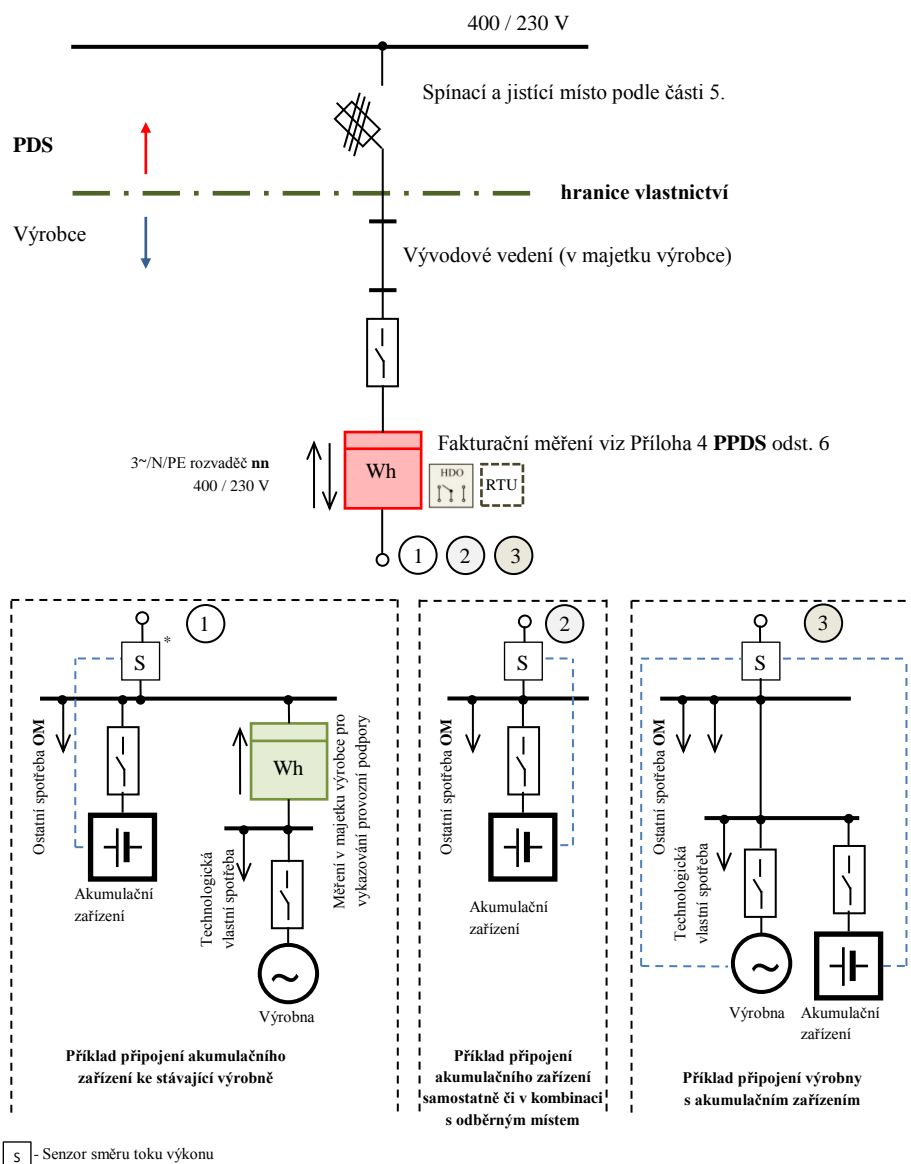 400 / 230 V
Spínací a jistící místo podle části 5.
PDS
hranice vlastnictví
Výrobce
Vývodové vedení (v majetku výrobce)
Fakturační měření viz Příloha 4 PPDS odst. 6
3~/N/PE rozvaděč nn
400 / 230 V
Wh
HDO
RTU
1
2
3
1
S
*
Ostatní spotřeba OM
Wh
Měření v majetku výrobce pro
vykazování provozní podpory
Technologická
vlastní spotřeba
Akumulační
zařízení
Výrobna
Příklad připojení akumulačního
zařízení ke stávající výrobně
2
S
Ostatní spotřeba OM
Akumulační
zařízení
Příklad připojení
akumulačního zařízení
samostatně či v kombinaci
s odběrným místem
3
S
Ostatní spotřeba OM
Technologická
vlastní spotřeba
Výrobna
Akumulační
zařízení
Příklad připojení výrobny
s akumulačním zařízením
S - Senzor směru toku výkonu